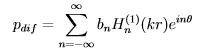 p_{dif} = \sum_{n=-\infty}^{\infty} b_n H_n^{(1)}(kr) e^{in\theta}